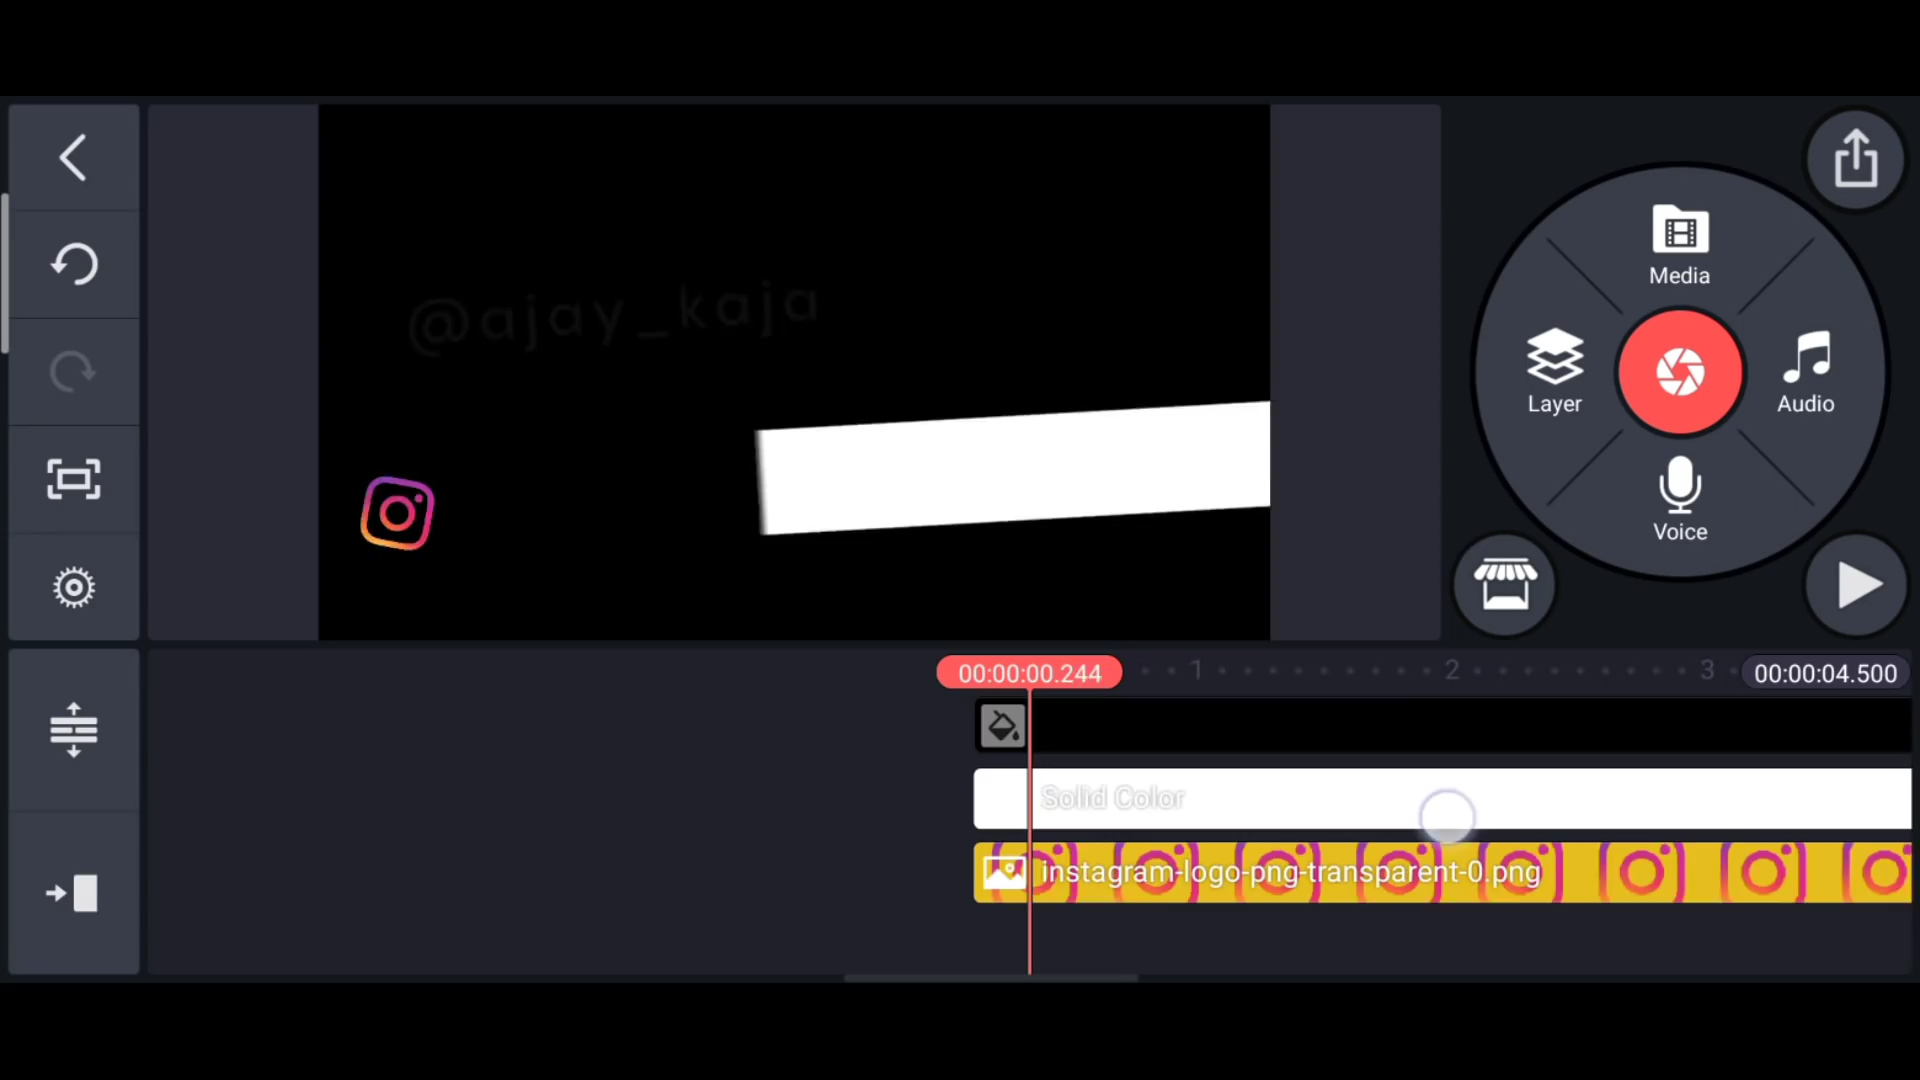 @ajay_kaja
Media
Layer
Audio
Voice
00:00:00.244
1
2
3
00:00:04.500
Solid Color
instagram-logo-png-transparent-0.png